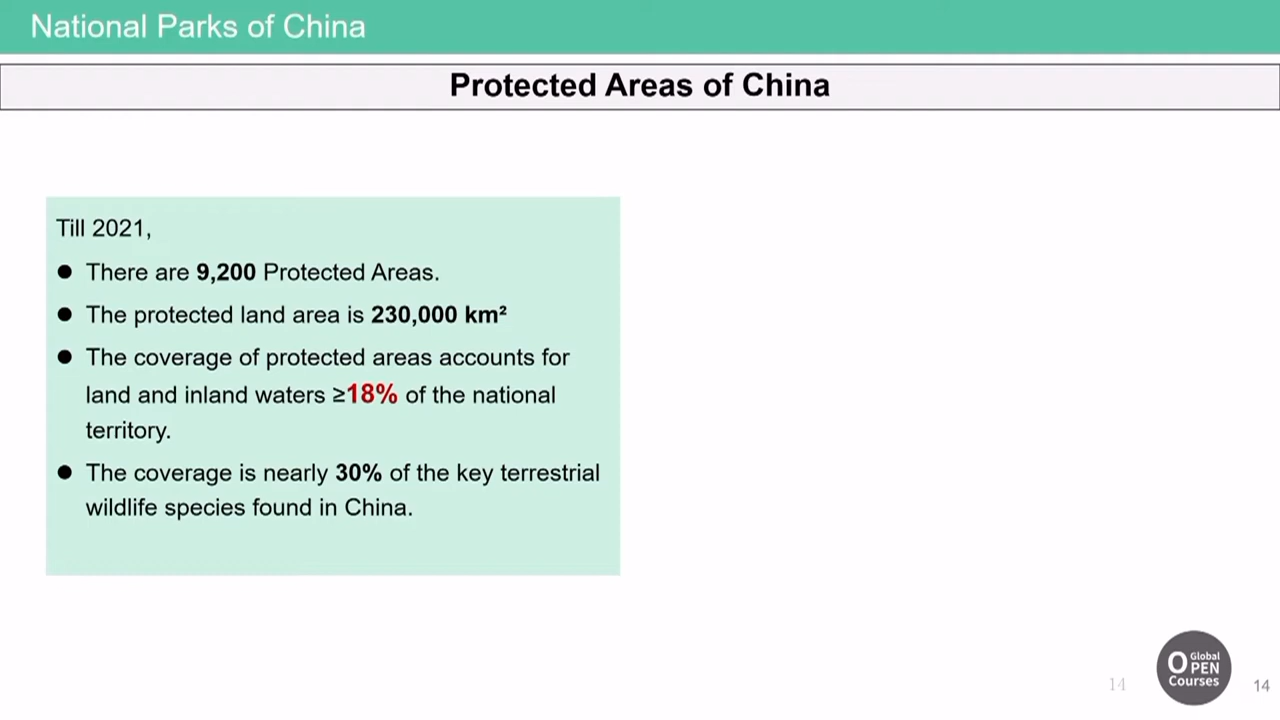 National Parks of China
Protected Areas of China
Till 2021,
● There are 9,200 Protected Areas.
● The protected land area is 230,000 km²
● The coverage of protected areas accounts for
land and inland waters ≥18% of the national
territory.
● The coverage is nearly 30% of the key terrestrial
wildlife species found in China.
14
Global
OPEN
Courses
14